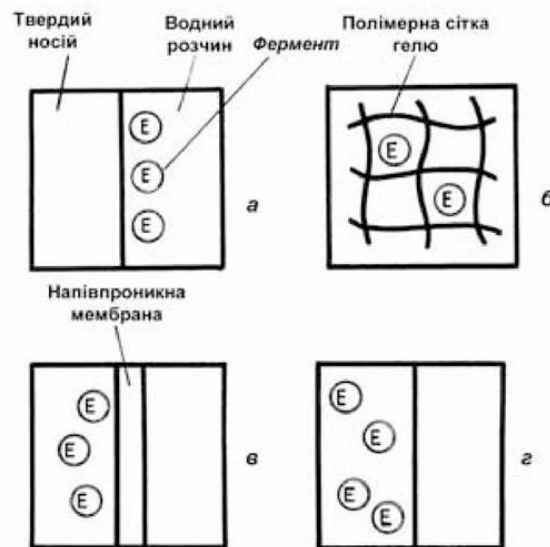 Твердий
носій
Водний
розчин
Фермент
Полімерна сітка
гелю
E
E
E
а
E
E
б
Напівпроникна
мембрана
E
E
E
в
E
E
E
E
г